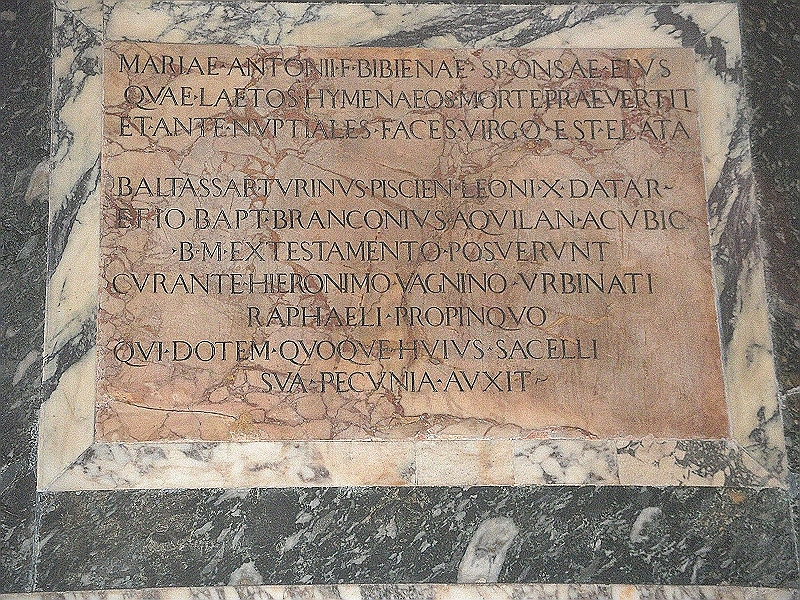 MARIAE·ANTONII·F·BIBIENAE·SPONSAE·EIVS
QVAE·LAETOS·HYMENAEOS·MORTE·PRAEVERTIT
ET·ANTE·NVPTIALES·FACES·VIRGO·EST·ELATA
BALTASSAR·TVRINVS·PISCIEN·LEONI·X·DATAR~
ET·IO·BAPT·BRANCONIVS·AQVILAN·A·CVBIC·
·B·M·EX·TESTAMENTO·POSVERVNT
CVRANTE·HIERONIMO·VAGNINO·VRBINATI
RAPHAELI·PROPINQVO
QVI·DOTEM·QVOQVE·HVIVS·SACELLI
SVA·PECVNIA·AVXIT~